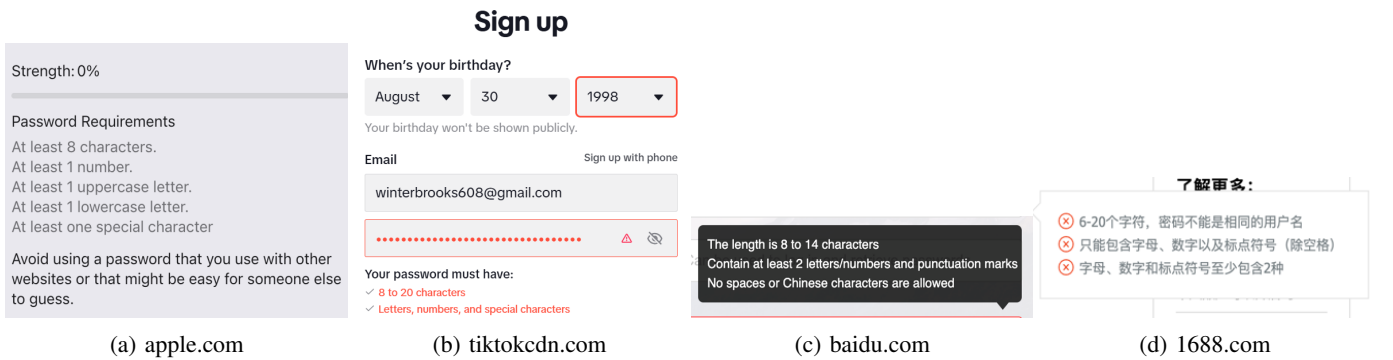 Sign up
Strength: 0%
Password Requirements
At least 8 characters.
At least 1 number.
At least 1 uppercase letter.
At least 1 lowercase letter.
At least one special character
Avoid using a password that you use with other
websites or that might be easy for someone else
to guess.
(a) apple.com
When's your birthday?
August 30 1998
Your birthday won't be shown publicly.
Email Sign up with phone
winterbrooks608@gmail.com
Your password must have:
8 to 20 characters
Letters, numbers, and special characters
(b) tiktokcdn.com
The length is 8 to 14 characters
Contain at least 2 letters/numbers and punctuation marks
No spaces or Chinese characters are allowed
(c) baidu.com
了解更多:
6-20个字符，密码不能是相同的用户名
只能包含字母、数字以及标点符号（除空格）
字母、数字和标点符号至少包含2种
(d) 1688.com